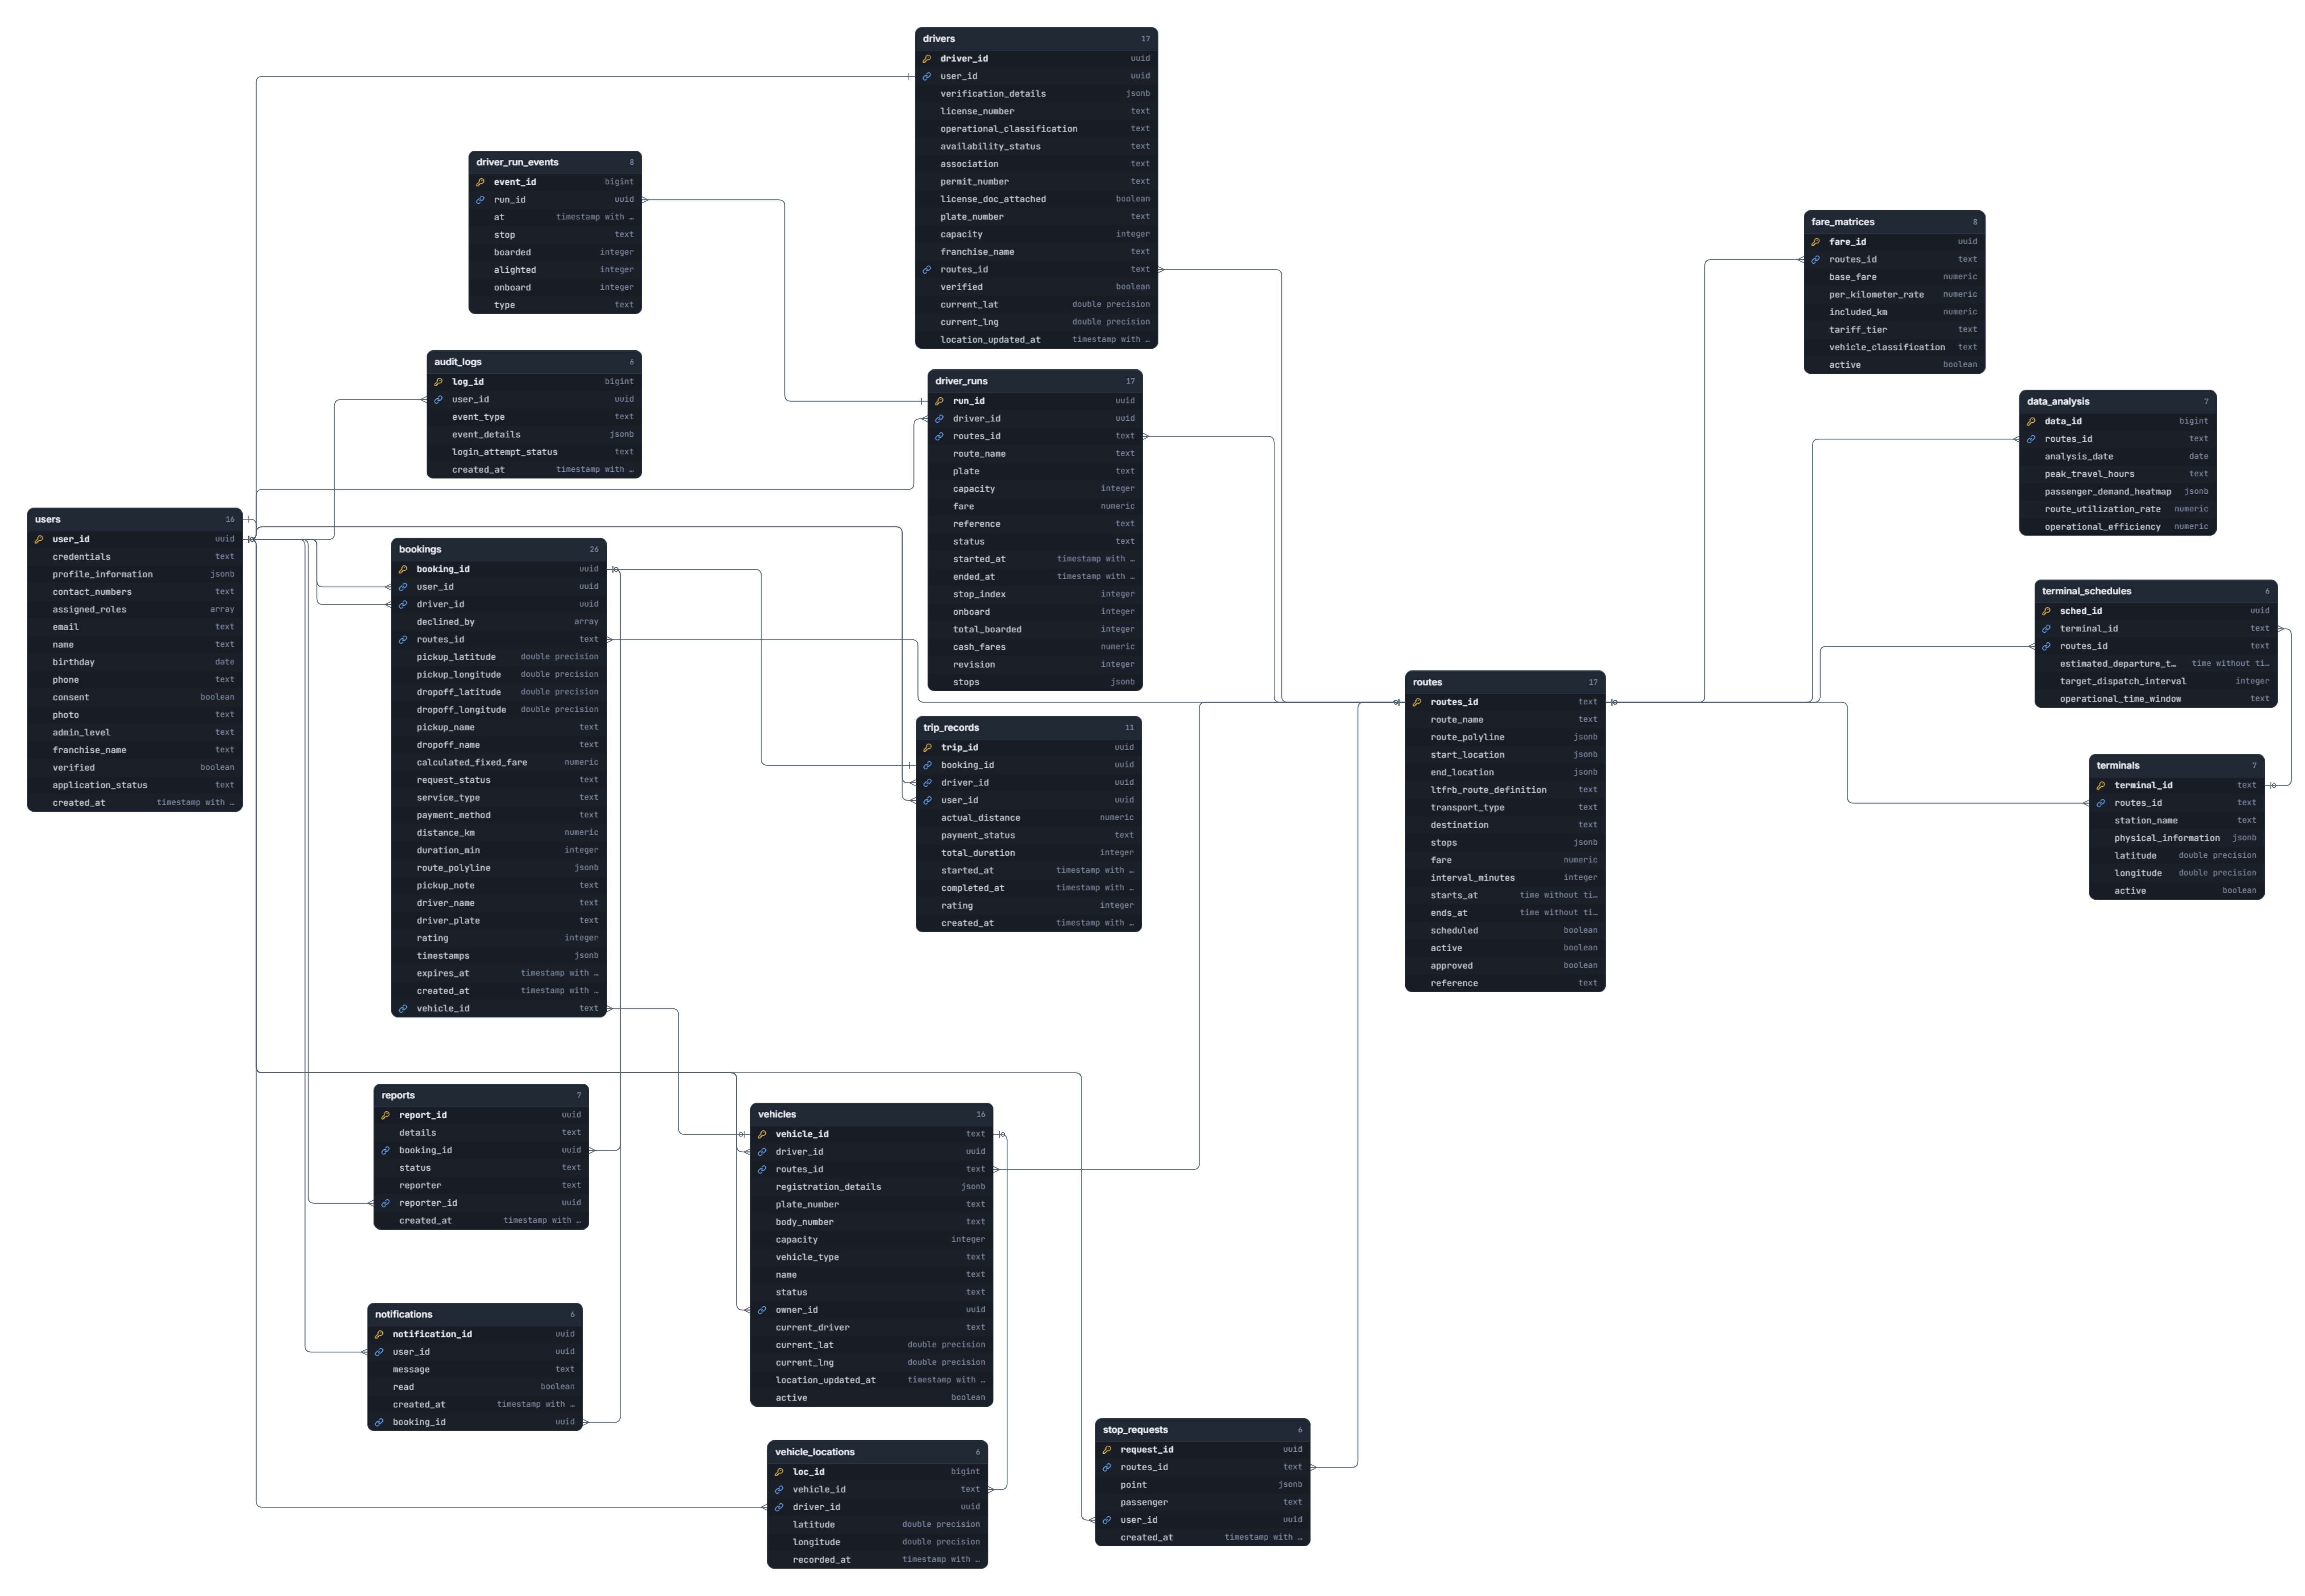 drivers 17
driver_id uuid
user_id uuid
verification_details jsonb
license_number text
operational_classification text
availability_status text
association text
permit_number text
license_doc_attached boolean
plate_number text
capacity integer
franchise_name text
routes_id text
verified boolean
current_lat double precision
current_lng double precision
location_updated_at timestamp with …
driver_run_events 8
event_id bigint
run_id uuid
at timestamp with …
stop text
boarded integer
alighted integer
onboard integer
type text
fare_matrices 8
fare_id uuid
routes_id text
base_fare numeric
per_kilometer_rate numeric
included_km numeric
tariff_tier text
vehicle_classification text
active boolean
audit_logs 6
log_id bigint
user_id uuid
event_type text
event_details jsonb
login_attempt_status text
created_at timestamp with …
driver_runs 17
run_id uuid
driver_id uuid
routes_id text
route_name text
plate text
capacity integer
fare numeric
reference text
status text
started_at timestamp with …
ended_at timestamp with …
stop_index integer
onboard integer
total_boarded integer
cash_fares numeric
revision integer
stops jsonb
data_analysis 7
data_id bigint
routes_id text
analysis_date date
peak_travel_hours text
passenger_demand_heatmap jsonb
route_utilization_rate numeric
operational_efficiency numeric
users 16
user_id uuid
credentials text
profile_information jsonb
contact_numbers text
assigned_roles array
email text
name text
birthday date
phone text
consent boolean
photo text
admin_level text
franchise_name text
verified boolean
application_status text
created_at timestamp with …
bookings 26
booking_id uuid
user_id uuid
driver_id uuid
declined_by array
routes_id text
pickup_latitude double precision
pickup_longitude double precision
dropoff_latitude double precision
dropoff_longitude double precision
pickup_name text
dropoff_name text
calculated_fixed_fare numeric
request_status text
service_type text
payment_method text
distance_km numeric
duration_min integer
route_polyline jsonb
pickup_note text
driver_name text
driver_plate text
rating integer
timestamps jsonb
expires_at timestamp with …
created_at timestamp with …
vehicle_id text
terminal_schedules 6
sched_id uuid
terminal_id text
routes_id text
estimated_departure_t… time without ti…
target_dispatch_interval integer
operational_time_window text
routes 17
routes_id text
route_name text
route_polyline jsonb
start_location jsonb
end_location jsonb
ltfrb_route_definition text
transport_type text
destination text
stops jsonb
fare numeric
interval_minutes integer
starts_at time without ti…
ends_at time without ti…
scheduled boolean
active boolean
approved boolean
reference text
trip_records 11
trip_id uuid
booking_id uuid
driver_id uuid
user_id uuid
actual_distance numeric
payment_status text
total_duration integer
started_at timestamp with …
completed_at timestamp with …
rating integer
created_at timestamp with …
terminals 7
terminal_id text
routes_id text
station_name text
physical_information jsonb
latitude double precision
longitude double precision
active boolean
reports 7
report_id uuid
details text
booking_id uuid
status text
reporter text
reporter_id uuid
created_at timestamp with …
vehicles 16
vehicle_id text
driver_id uuid
routes_id text
registration_details jsonb
plate_number text
body_number text
capacity integer
vehicle_type text
name text
status text
owner_id uuid
current_driver text
current_lat double precision
current_lng double precision
location_updated_at timestamp with …
active boolean
notifications 6
notification_id uuid
user_id uuid
message text
read boolean
created_at timestamp with …
booking_id uuid
stop_requests 6
request_id uuid
routes_id text
point jsonb
passenger text
user_id uuid
created_at timestamp with …
vehicle_locations 6
loc_id bigint
vehicle_id text
driver_id uuid
latitude double precision
longitude double precision
recorded_at timestamp with …